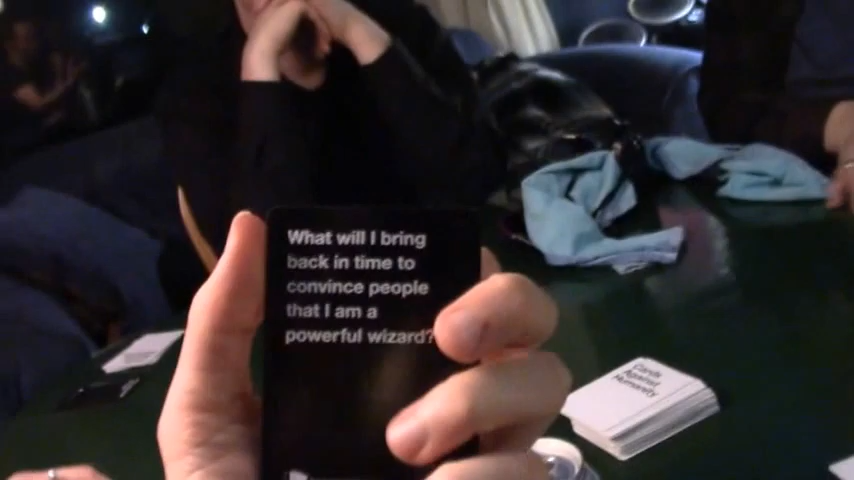 What will I bring
back in time to
convince people
that I am a
powerful wizard?
Cards
Against
Humanity